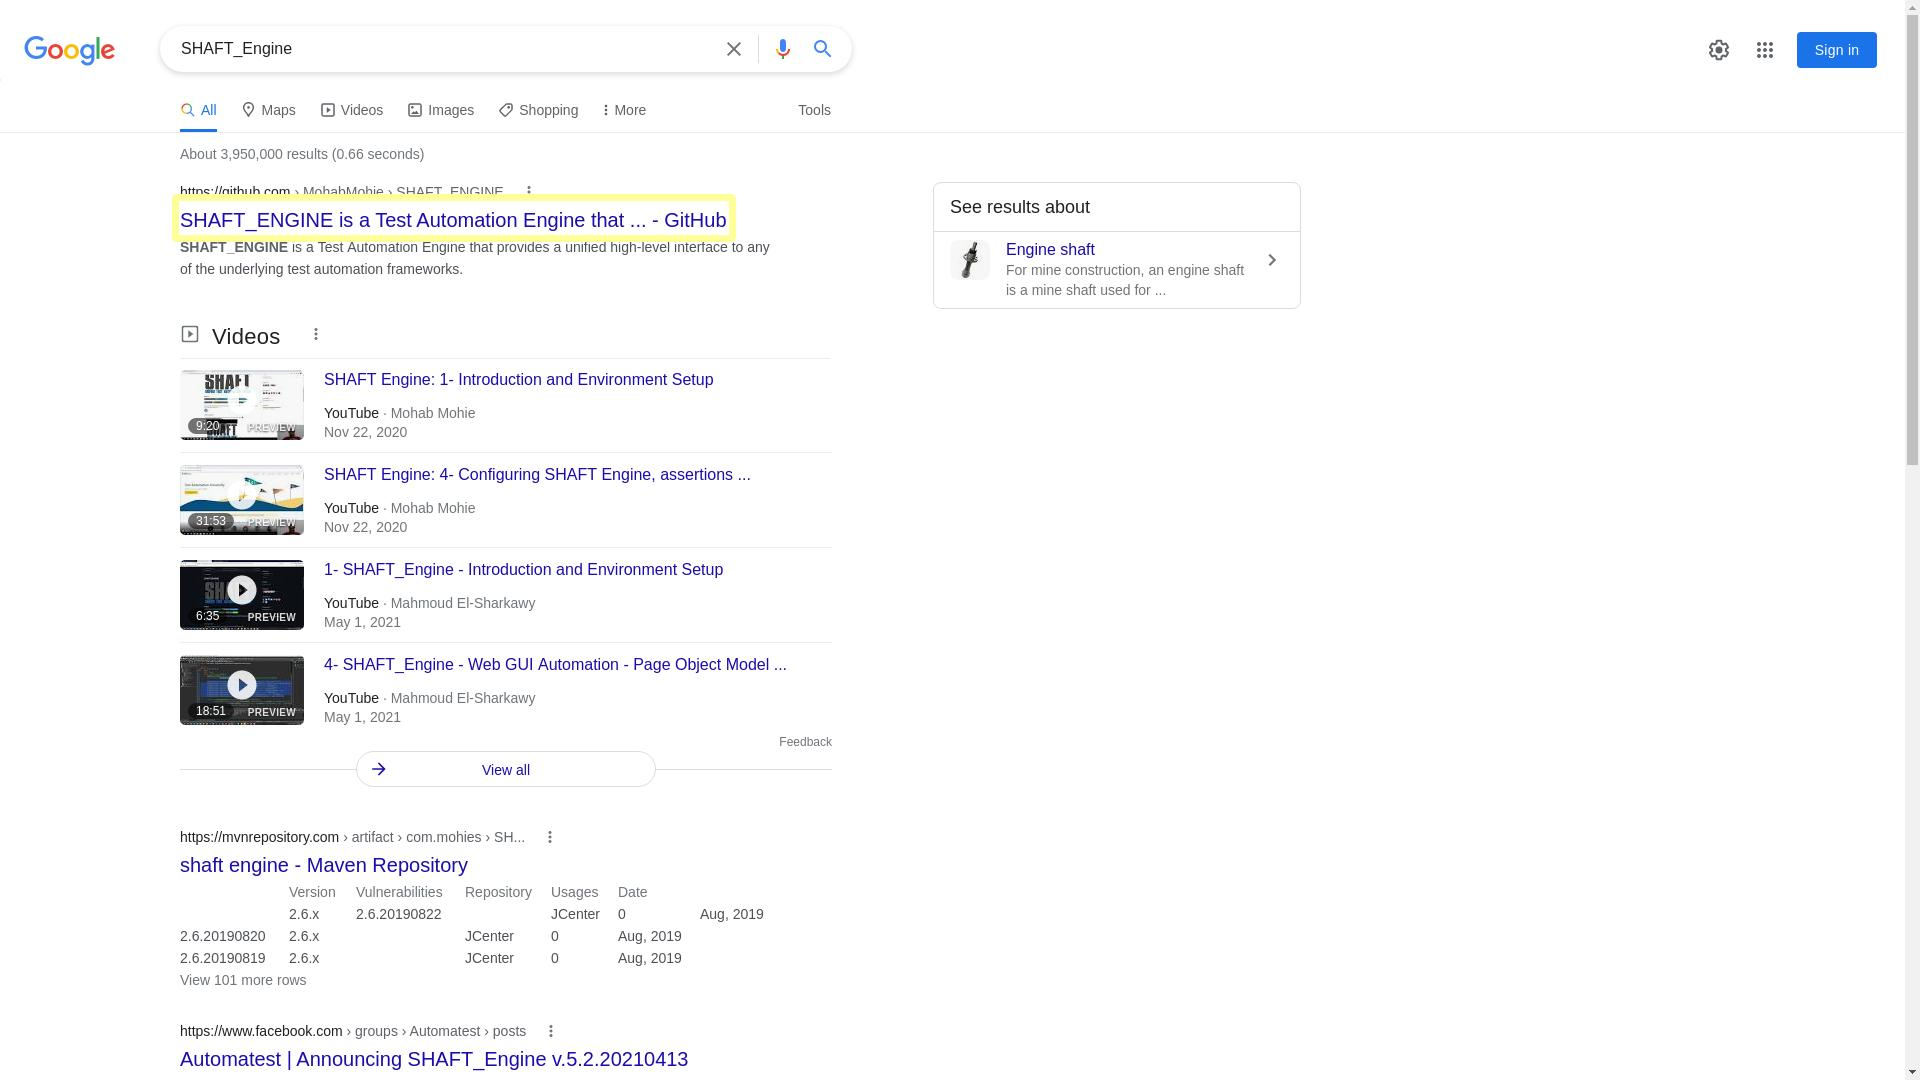 Google
SHAFT_Engine
Sign in
All
Maps
Videos
Images
Shopping
More
Tools
About 3,950,000 results (0.66 seconds)
https://github.com › MohabMohie › SHAFT_ENGINE
SHAFT_ENGINE is a Test Automation Engine that ... - GitHub
SHAFT_ENGINE is a Test Automation Engine that provides a unified high-level interface to any
of the underlying test automation frameworks.
See results about
Engine shaft
For mine construction, an engine shaft
is a mine shaft used for ...
Videos
SHAFT Engine: 1- Introduction and Environment Setup
YouTube · Mohab Mohie
Nov 22, 2020
9:20
PREVIEW
SHAFT Engine: 4- Configuring SHAFT Engine, assertions ...
YouTube · Mohab Mohie
Nov 22, 2020
31:53
PREVIEW
1- SHAFT_Engine - Introduction and Environment Setup
YouTube · Mahmoud El-Sharkawy
May 1, 2021
6:35
PREVIEW
4- SHAFT_Engine - Web GUI Automation - Page Object Model ...
YouTube · Mahmoud El-Sharkawy
May 1, 2021
18:51
PREVIEW
Feedback
View all
https://mvnrepository.com › artifact › com.mohies › SH...
shaft engine - Maven Repository
Version Vulnerabilities Repository Usages Date
2.6.x 2.6.20190822 JCenter 0 Aug, 2019
2.6.20190820 2.6.x JCenter 0 Aug, 2019
2.6.20190819 2.6.x JCenter 0 Aug, 2019
View 101 more rows
https://www.facebook.com › groups › Automatest › posts
Automatest | Announcing SHAFT_Engine v.5.2.20210413